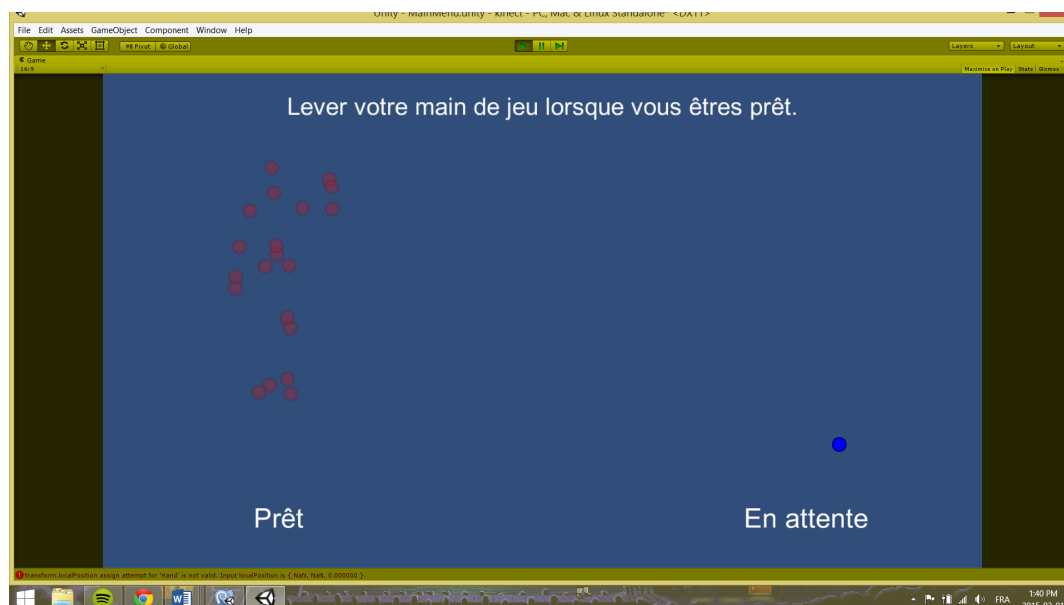 Unity - MainMenu.unity - kinect - PC, Mac & Linux Standalone* <DX11>
File Edit Assets GameObject Component Window Help
Pivot Global Layers Layout
Game
16:9 Maximize on Play Stats Gizmos
Lever votre main de jeu lorsque vous êtres prêt.
Prêt En attente
transform.localPosition assign attempt for 'Hand' is not valid. Input localPosition is { NaN, NaN, 0.000000 }.
FRA 1:40 PM